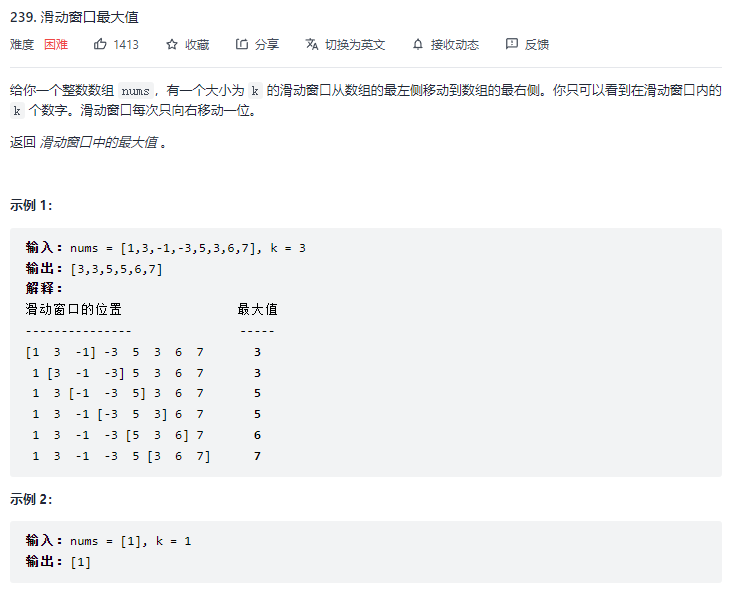 239. 滑动窗口最大值
难度 困难 1413 收藏 分享 切换为英文 接收动态 反馈
给你一个整数数组 nums，有一个大小为 k 的滑动窗口从数组的最左侧移动到数组的最右侧。你只可以看到在滑动窗口内的
k 个数字。滑动窗口每次只向右移动一位。
返回 滑动窗口中的最大值 。
示例 1：
输入：nums = [1,3,-1,-3,5,3,6,7], k = 3
输出：[3,3,5,5,6,7]
解释：
滑动窗口的位置 最大值
--------------- -----
[1 3 -1] -3 5 3 6 7 3
1 [3 -1 -3] 5 3 6 7 3
1 3 [-1 -3 5] 3 6 7 5
1 3 -1 [-3 5 3] 6 7 5
1 3 -1 -3 [5 3 6] 7 6
1 3 -1 -3 5 [3 6 7] 7
示例 2：
输入：nums = [1], k = 1
输出：[1]